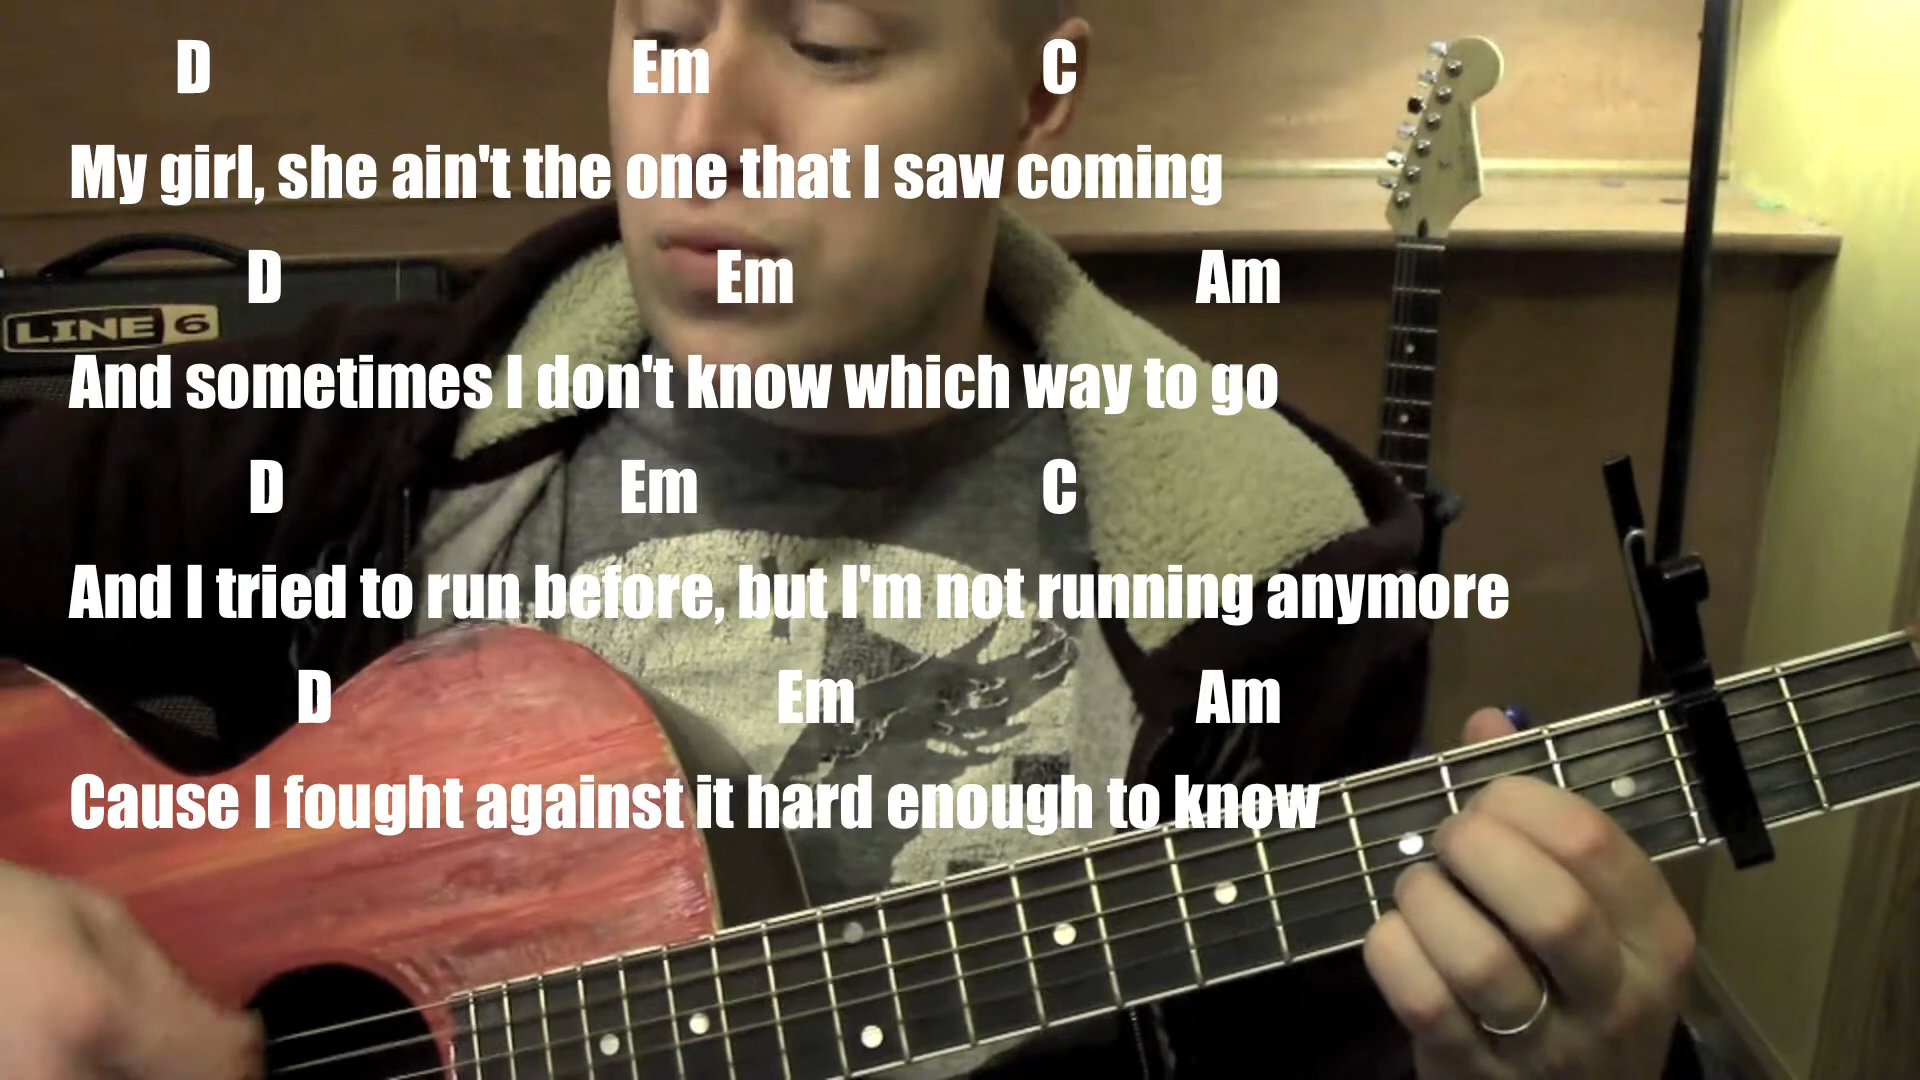 D Em C
My girl, she ain't the one that I saw coming
D Em Am
And sometimes I don't know which way to go
D Em C
And I tried to run before, but I'm not running anymore
D Em Am
Cause I fought against it hard enough to know
LINE 6